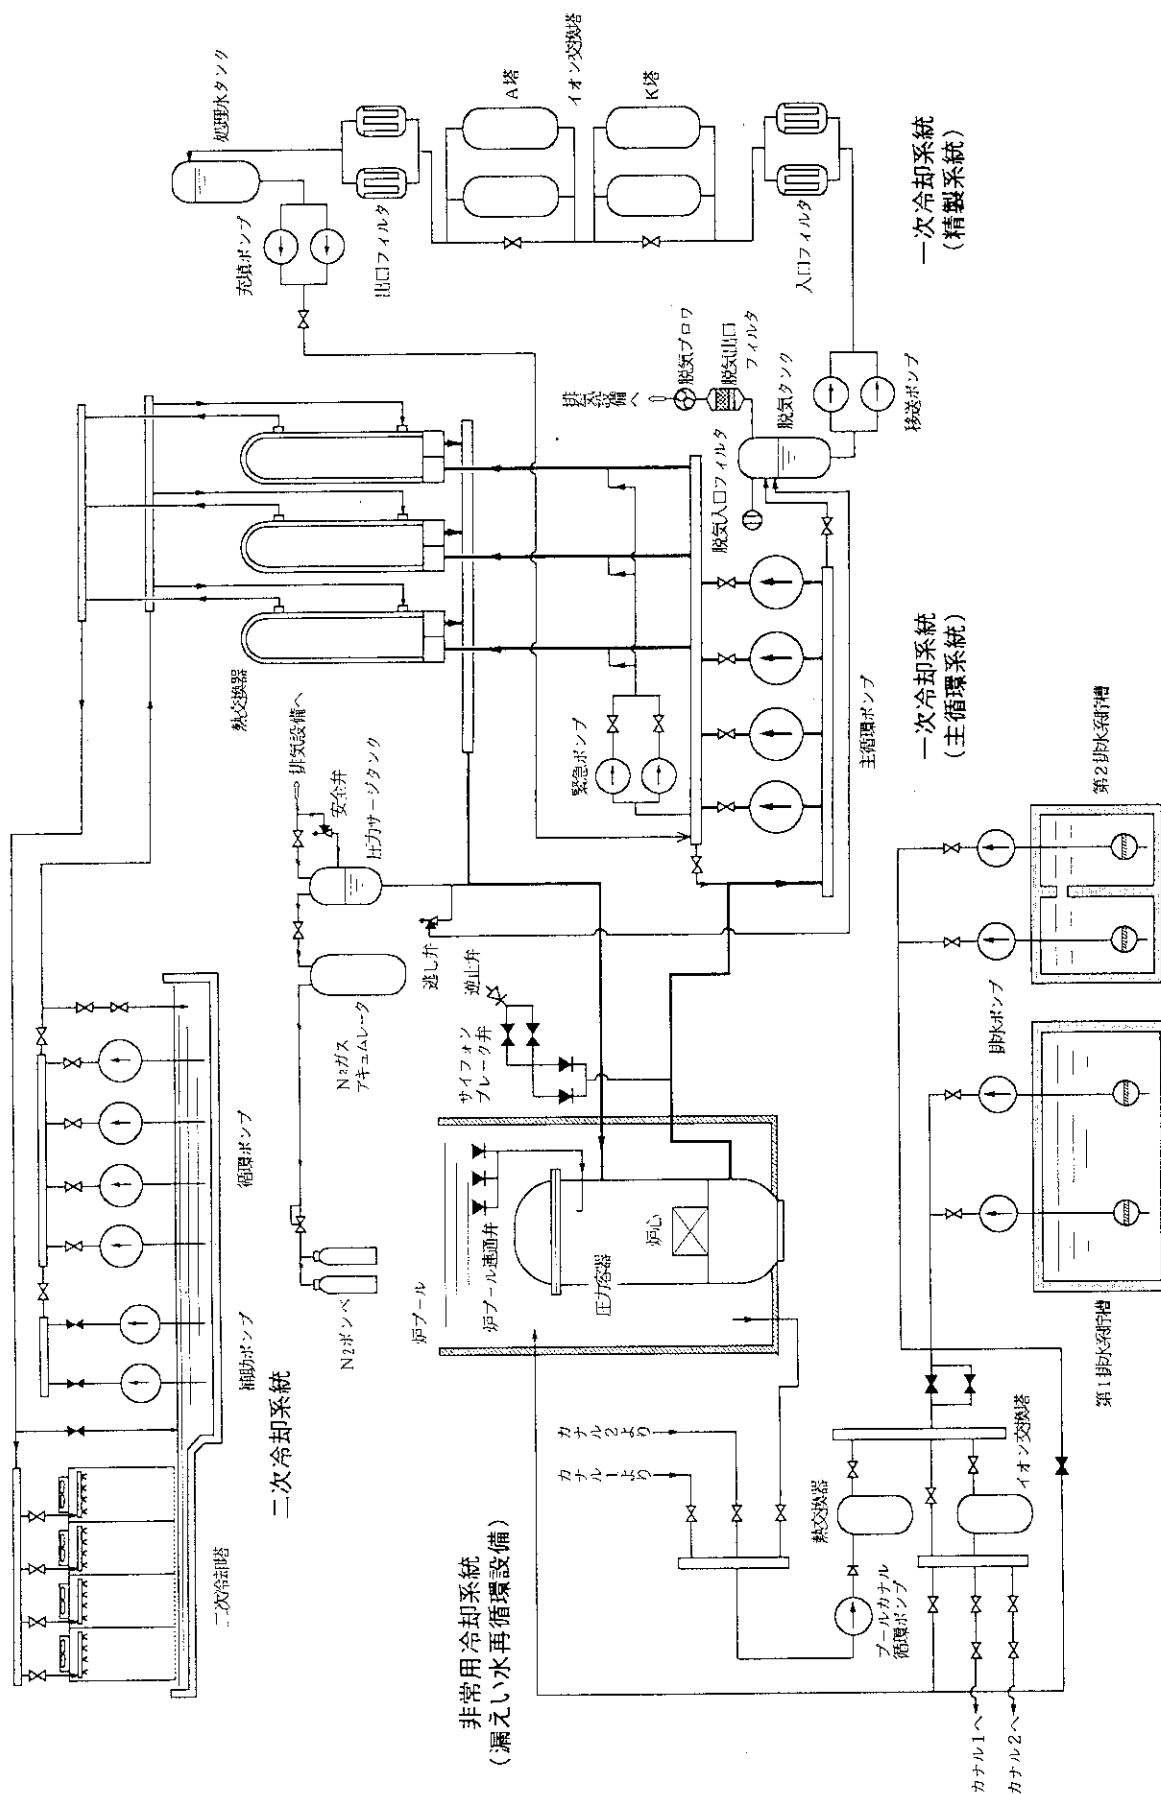 二次冷却系統
二次冷却塔
補助ポンプ
循環ポンプ
熱交換器
処理水タンク
充填ポンプ
出口フィルタ
A塔
イオン交換塔
K塔
入口フィルタ
移送ポンプ
一次冷却系統
(精製系統)
排気設備へ
脱気ブロワ
脱気出口
フィルタ
脱気タンク
脱気入口フィルタ
排気設備へ
安全弁
圧力サージタンク
N₂ガス
アキュムレータ
N₂ボンベ
逃し弁
逆止弁
サイフォン
ブレーク弁
緊急ポンプ
主循環ポンプ
一次冷却系統
(主循環系統)
炉プール
炉プール連通弁
圧力容器
炉心
非常用冷却系統
(漏えい水再循環設備)
カナル1より
カナル2より
熱交換器
プールカナル
循環ポンプ
イオン交換塔
カナル1へ
カナル2へ
排水ポンプ
第1排水系貯槽
第2排水系貯槽